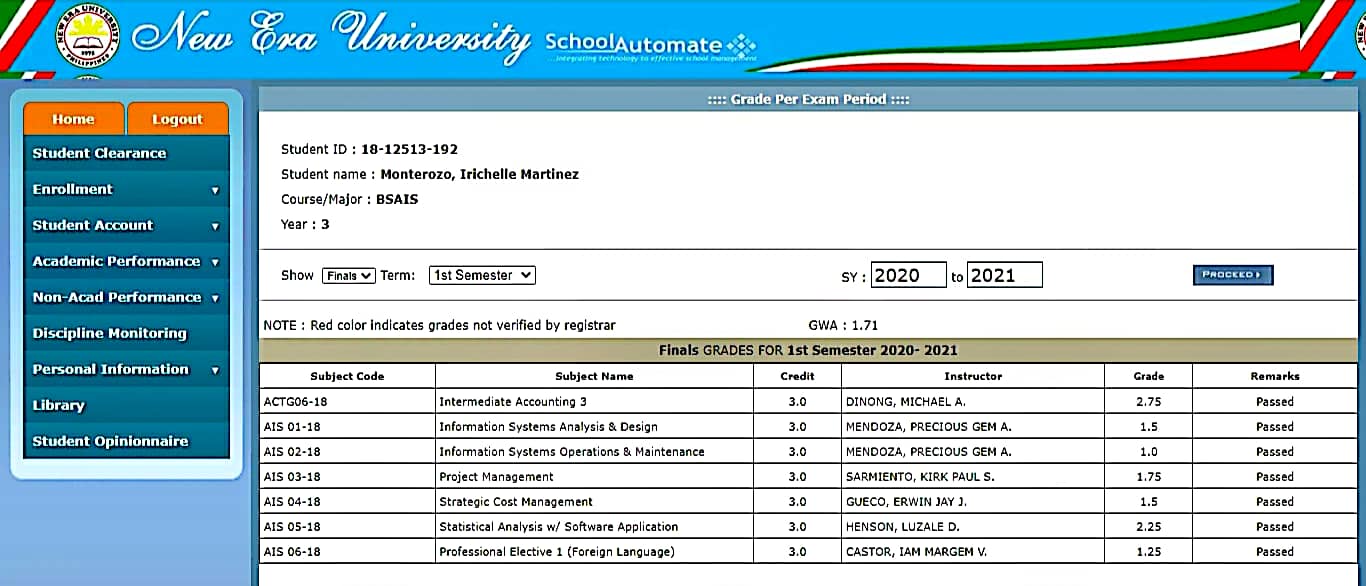 New Era University SchoolAutomate
...integrating technology to effective school management
NEW ERA UNIVERSITY
1975
PHILIPPINES
Home Logout
Student Clearance
Enrollment
Student Account
Academic Performance
Non-Acad Performance
Discipline Monitoring
Personal Information
Library
Student Opinionnaire
:::: Grade Per Exam Period ::::
Student ID : 18-12513-192
Student name : Monterozo, Irichelle Martinez
Course/Major : BSAIS
Year : 3
Show Finals Term: 1st Semester SY : 2020 to 2021 PROCEED
NOTE : Red color indicates grades not verified by registrar GWA : 1.71
Finals GRADES FOR 1st Semester 2020- 2021
Subject Code Subject Name Credit Instructor Grade Remarks
ACTG06-18 Intermediate Accounting 3 3.0 DINONG, MICHAEL A. 2.75 Passed
AIS 01-18 Information Systems Analysis & Design 3.0 MENDOZA, PRECIOUS GEM A. 1.5 Passed
AIS 02-18 Information Systems Operations & Maintenance 3.0 MENDOZA, PRECIOUS GEM A. 1.0 Passed
AIS 03-18 Project Management 3.0 SARMIENTO, KIRK PAUL S. 1.75 Passed
AIS 04-18 Strategic Cost Management 3.0 GUECO, ERWIN JAY J. 1.5 Passed
AIS 05-18 Statistical Analysis w/ Software Application 3.0 HENSON, LUZALE D. 2.25 Passed
AIS 06-18 Professional Elective 1 (Foreign Language) 3.0 CASTOR, IAM MARGEM V. 1.25 Passed